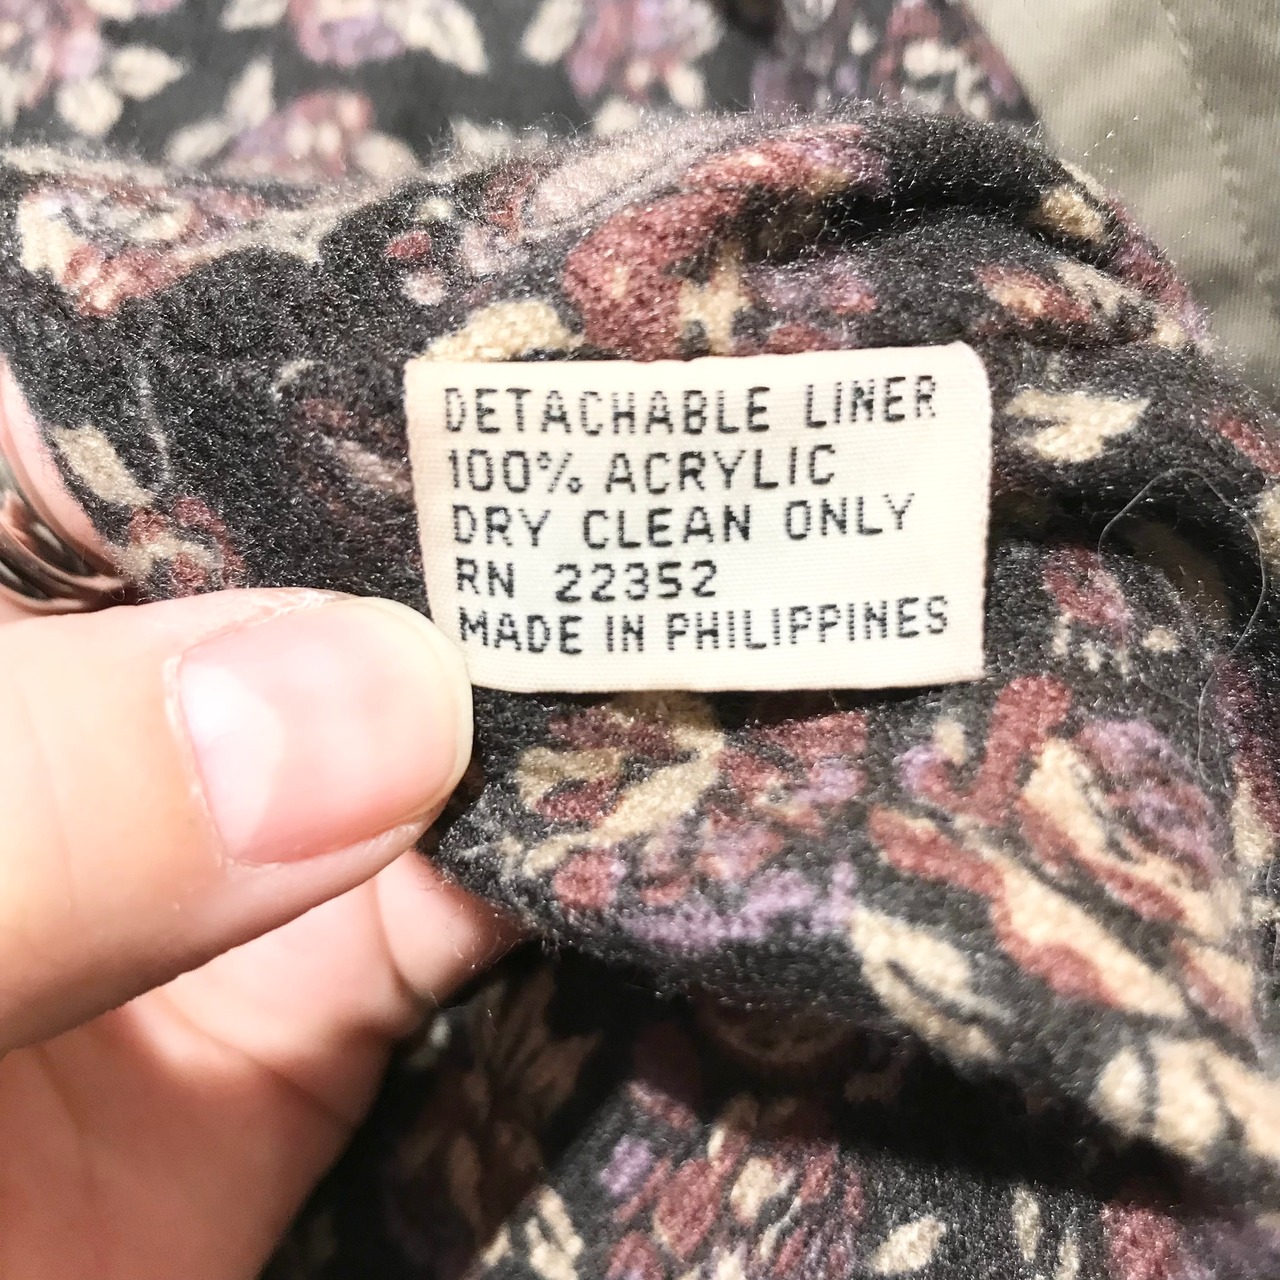 DETACHABLE LINER
100% ACRYLIC
DRY CLEAN ONLY
RN 22352
MADE IN PHILIPPINES